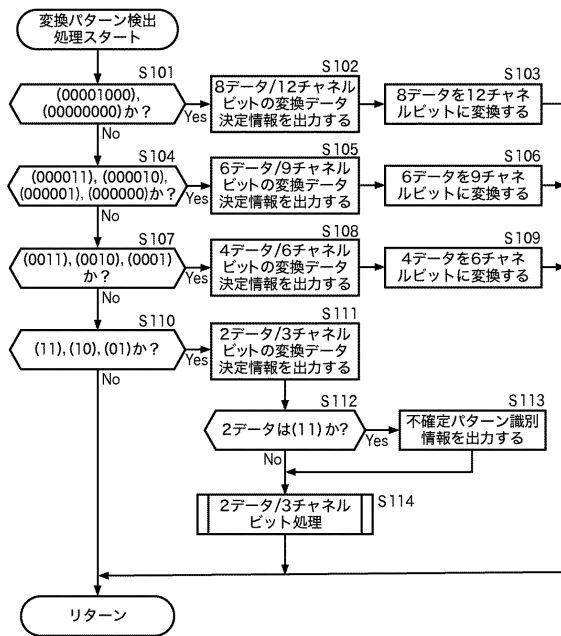 変換パターン検出
処理スタート
S101
(00001000),
(00000000)か?
Yes
No
S102
8データ/12チャネル
ビットの変換データ
決定情報を出力する
S103
8データを12チャネ
ルビットに変換する
S104
(000011), (000010),
(000001), (000000)か?
Yes
No
S105
6データ/9チャネル
ビットの変換データ
決定情報を出力する
S106
6データを9チャネ
ルビットに変換する
S107
(0011), (0010), (0001)
か?
Yes
No
S108
4データ/6チャネル
ビットの変換データ
決定情報を出力する
S109
4データを6チャネ
ルビットに変換する
S110
(11), (10), (01)か?
Yes
No
S111
2データ/3チャネル
ビットの変換データ
決定情報を出力する
S112
2データは(11)か?
Yes
No
S113
不確定パターン識別
情報を出力する
S114
2データ/3チャネル
ビット処理
リターン